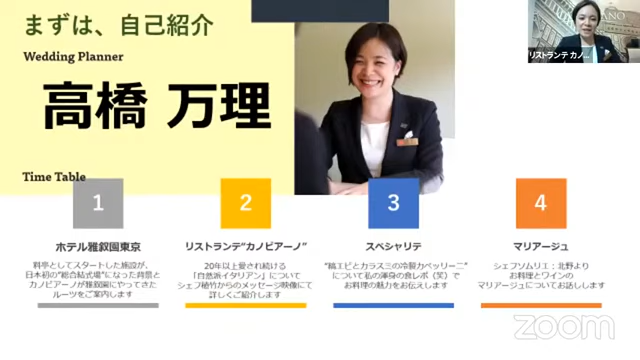 まずは、自己紹介
Wedding Planner
高橋 万理
Time Table
リストランテ カノ...
1
ホテル雅叙園東京
料亭としてスタートした施設が、
日本初の“総合結婚式場”になった背景と
カノビアーノが雅叙園にやってきた
ルーツをご案内します
2
リストランテ“カノビアーノ”
20年以上愛され続ける
「自然派イタリアン」について
シェフ植竹からのメッセージ映像にて
詳しくご紹介します
3
スペシャリテ
“縞エビとカラスミの冷製カペッリーニ”
について私の渾身の食レポ（笑）で
お料理の魅力をお伝えします
4
マリアージュ
シェフソムリエ：北野より
お料理とワインの
マリアージュについてお話しします
zoom